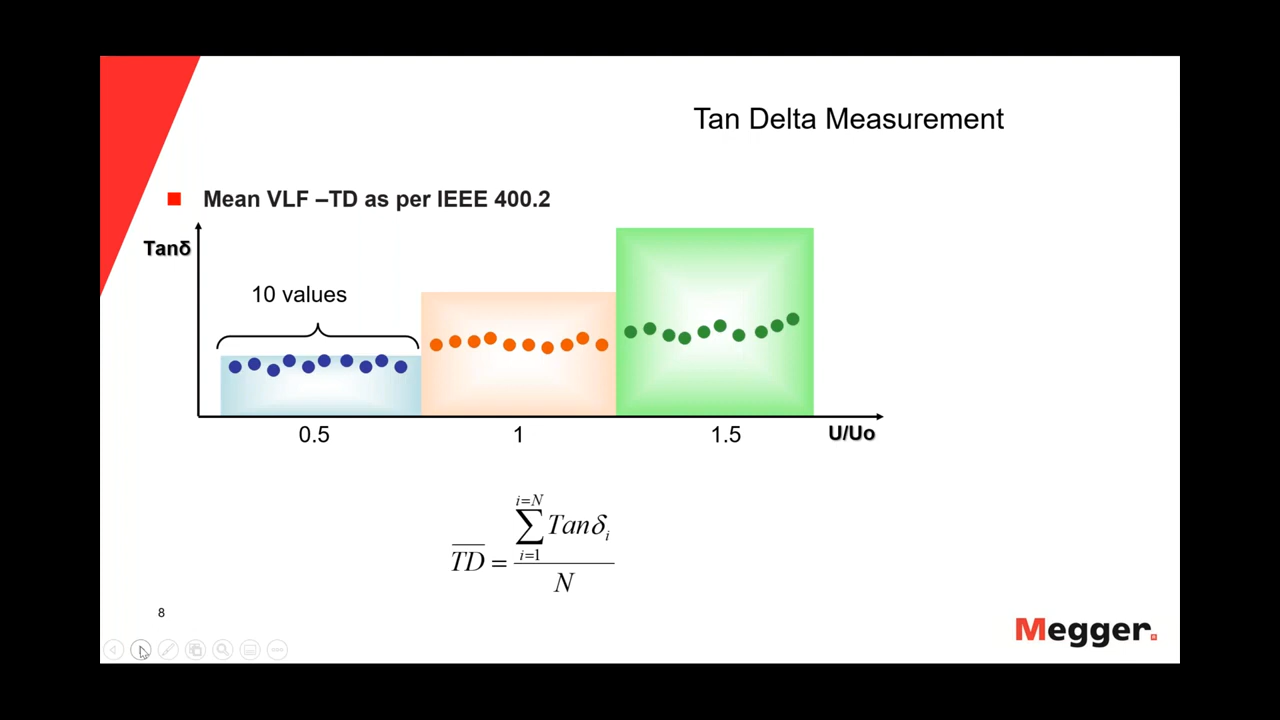 Tan Delta Measurement
Mean VLF –TD as per IEEE 400.2
Tanδ
10 values
0.5
1
1.5
U/Uo
i=N
∑ Tanδi
i=1
TD =
N
8
Megger.